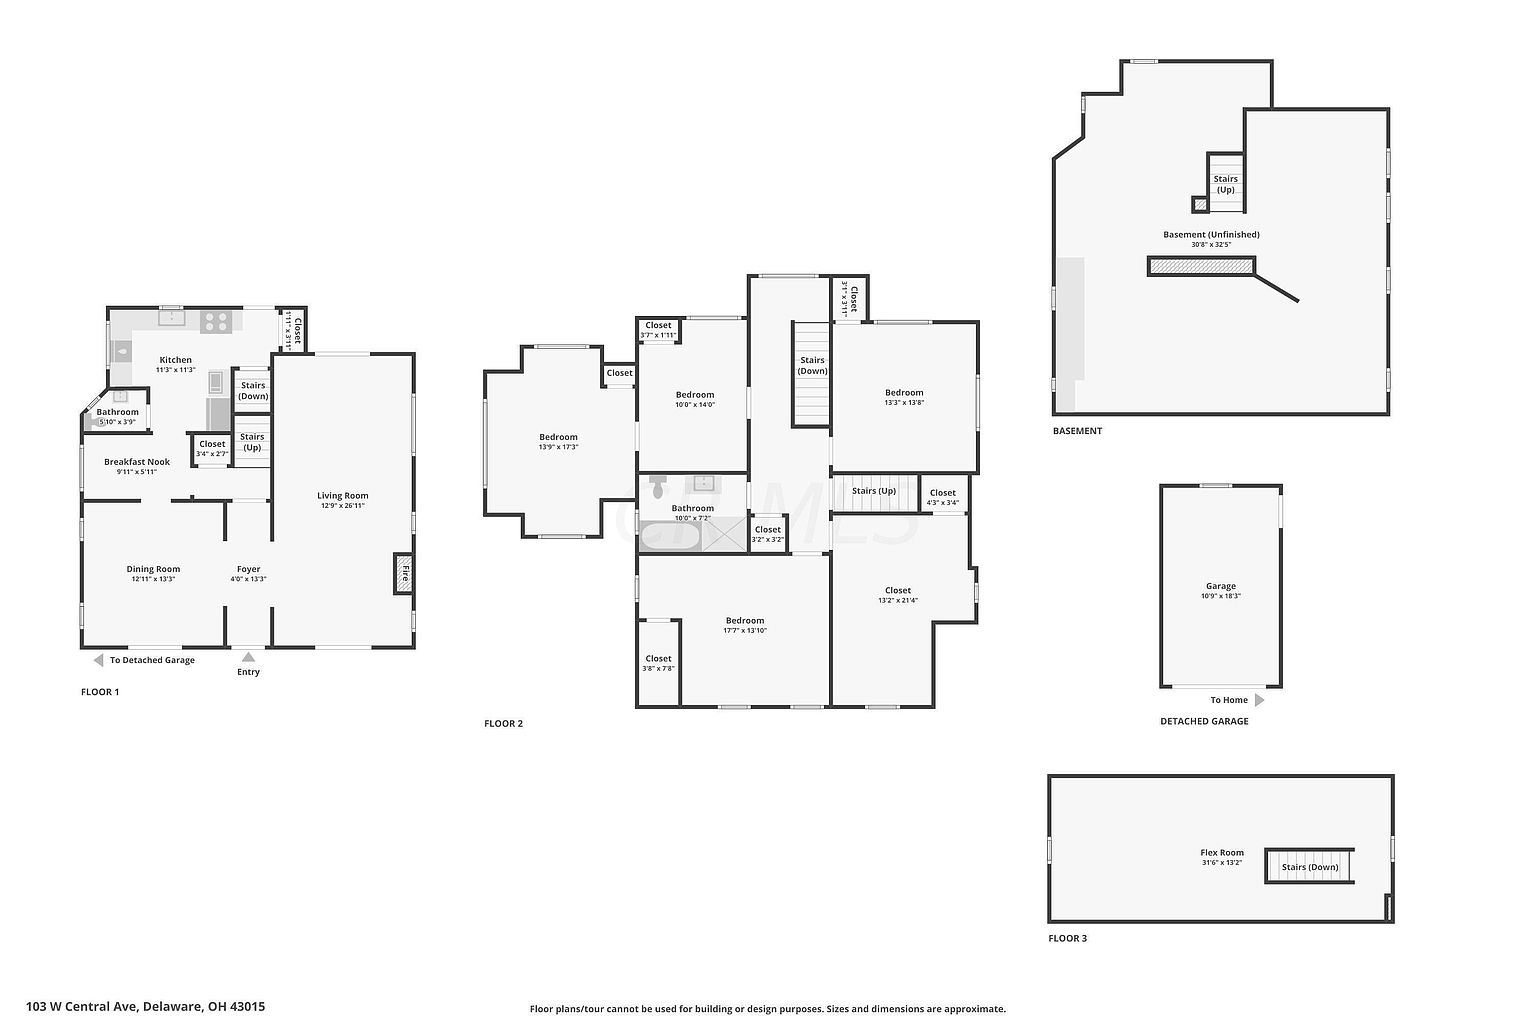 Kitchen
11'3" x 11'3"
Closet
1'11" x 3'11"
Stairs
(Down)
Bathroom
5'10" x 3'9"
Stairs
(Up)
Closet
3'4" x 2'7"
Breakfast Nook
9'11" x 5'11"
Living Room
12'9" x 26'11"
Dining Room
12'11" x 13'3"
Foyer
4'0" x 13'3"
Fire
To Detached Garage
Entry
FLOOR 1
Closet
3'7" x 1'11"
Closet
3'1" x 3'11"
Closet
Stairs
(Down)
Bedroom
10'0" x 14'0"
Bedroom
13'3" x 13'8"
Bedroom
13'9" x 17'3"
Stairs (Up)
Closet
4'3" x 3'4"
Bathroom
10'0" x 7'2"
Closet
3'2" x 3'2"
CR MLS
Closet
13'2" x 21'4"
Bedroom
17'7" x 13'10"
Closet
3'8" x 7'8"
FLOOR 2
Stairs
(Up)
Basement (Unfinished)
30'8" x 32'5"
BASEMENT
Garage
10'9" x 18'3"
To Home
DETACHED GARAGE
Flex Room
31'6" x 13'2"
Stairs (Down)
FLOOR 3
103 W Central Ave, Delaware, OH 43015
Floor plans/tour cannot be used for building or design purposes. Sizes and dimensions are approximate.